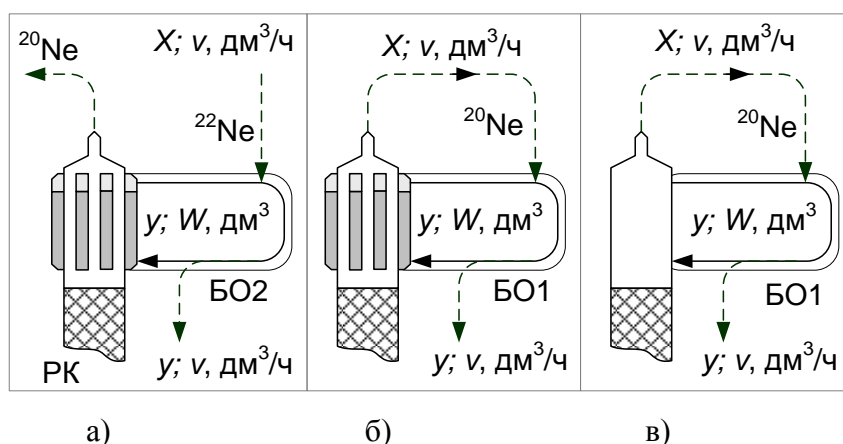 ²⁰Ne
X; v, дм³/ч
²²Ne
y; W, дм³
БО2
РК
y; v, дм³/ч
X; v, дм³/ч
²⁰Ne
y; W, дм³
БО1
y; v, дм³/ч
X; v, дм³/ч
²⁰Ne
y; W, дм³
БО1
y; v, дм³/ч
а)
б)
в)